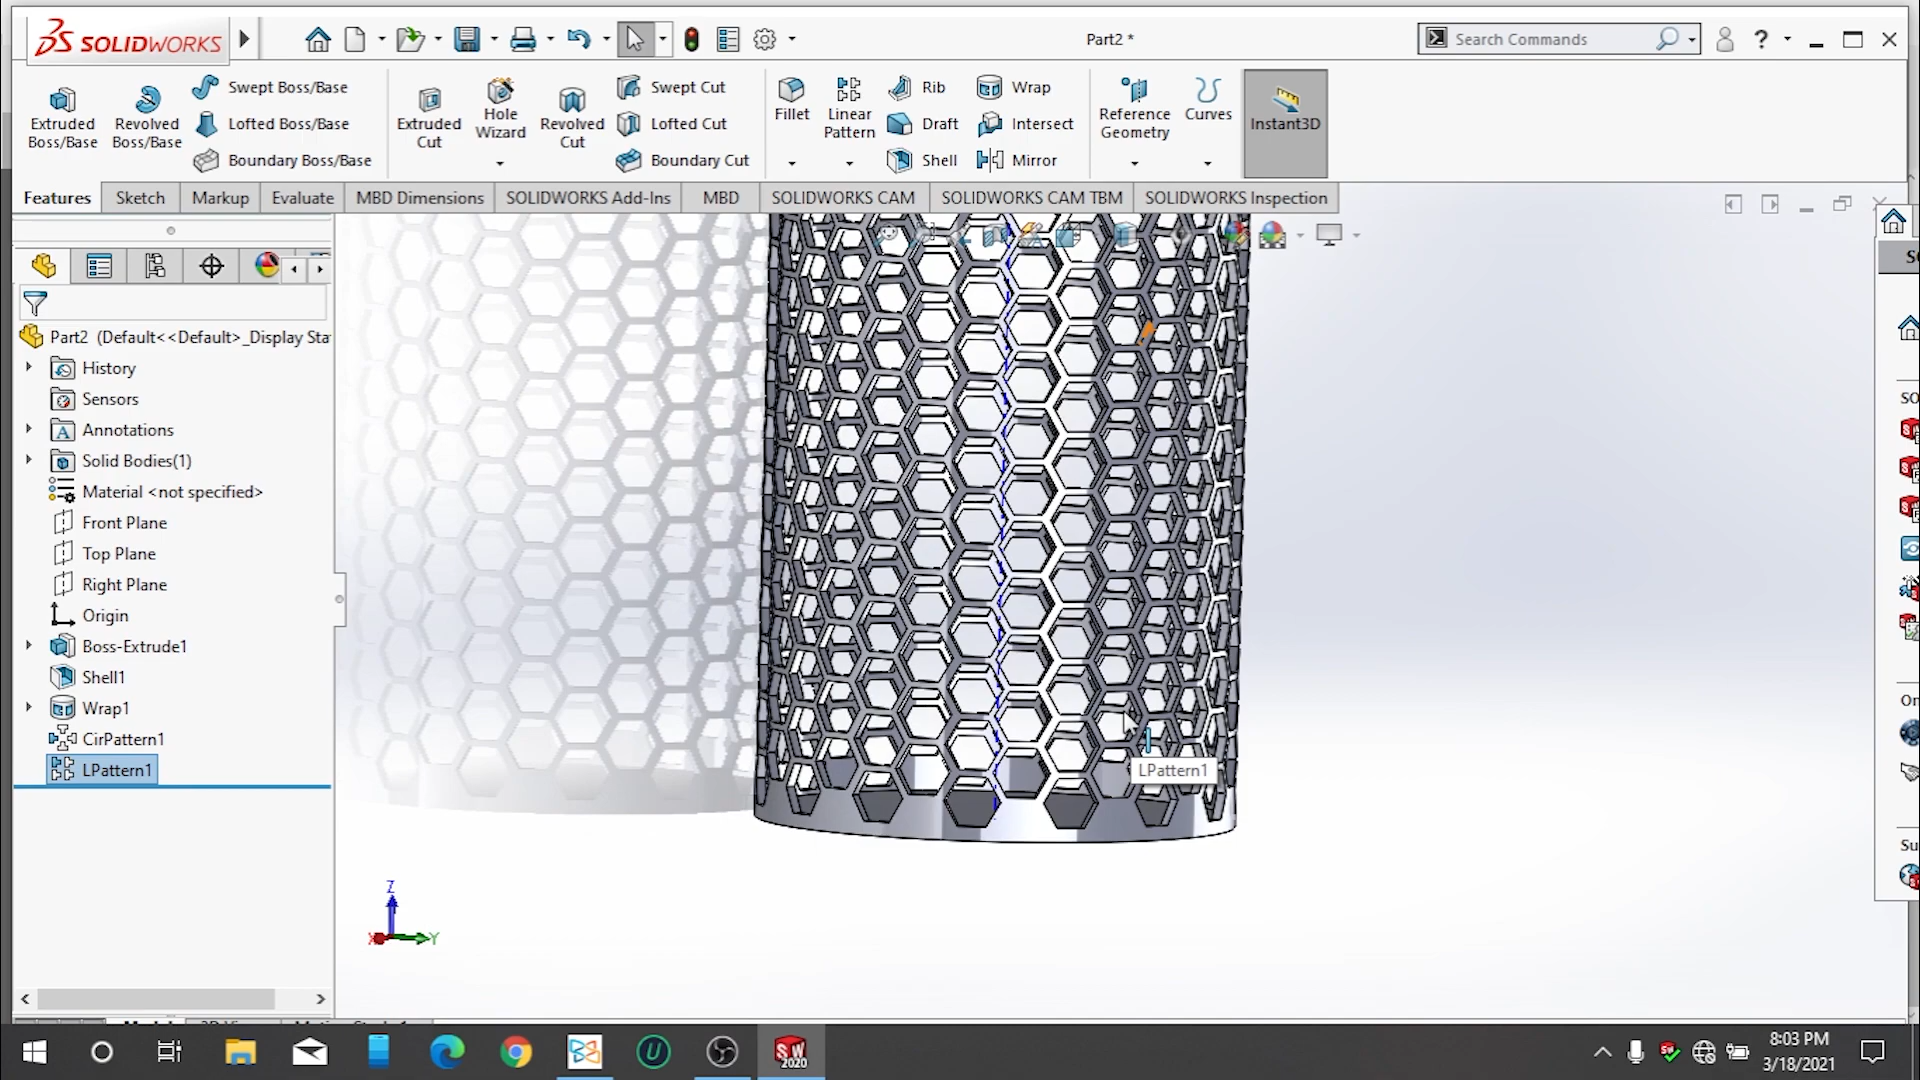 SOLIDWORKS
Part2 *
Search Commands
Extruded Boss/Base
Revolved Boss/Base
Swept Boss/Base
Lofted Boss/Base
Boundary Boss/Base
Extruded Cut
Hole Wizard
Revolved Cut
Swept Cut
Lofted Cut
Boundary Cut
Fillet
Linear Pattern
Rib
Draft
Shell
Wrap
Intersect
Mirror
Reference Geometry
Curves
Instant3D
Features
Sketch
Markup
Evaluate
MBD Dimensions
SOLIDWORKS Add-Ins
MBD
SOLIDWORKS CAM
SOLIDWORKS CAM TBM
SOLIDWORKS Inspection
Part2 (Default<<Default>_Display Sta
History
Sensors
Annotations
Solid Bodies(1)
Material <not specified>
Front Plane
Top Plane
Right Plane
Origin
Boss-Extrude1
Shell1
Wrap1
CirPattern1
LPattern1
LPattern1
Z
X
Y
SO
On
Su
SW
2020
8:03 PM
3/18/2021